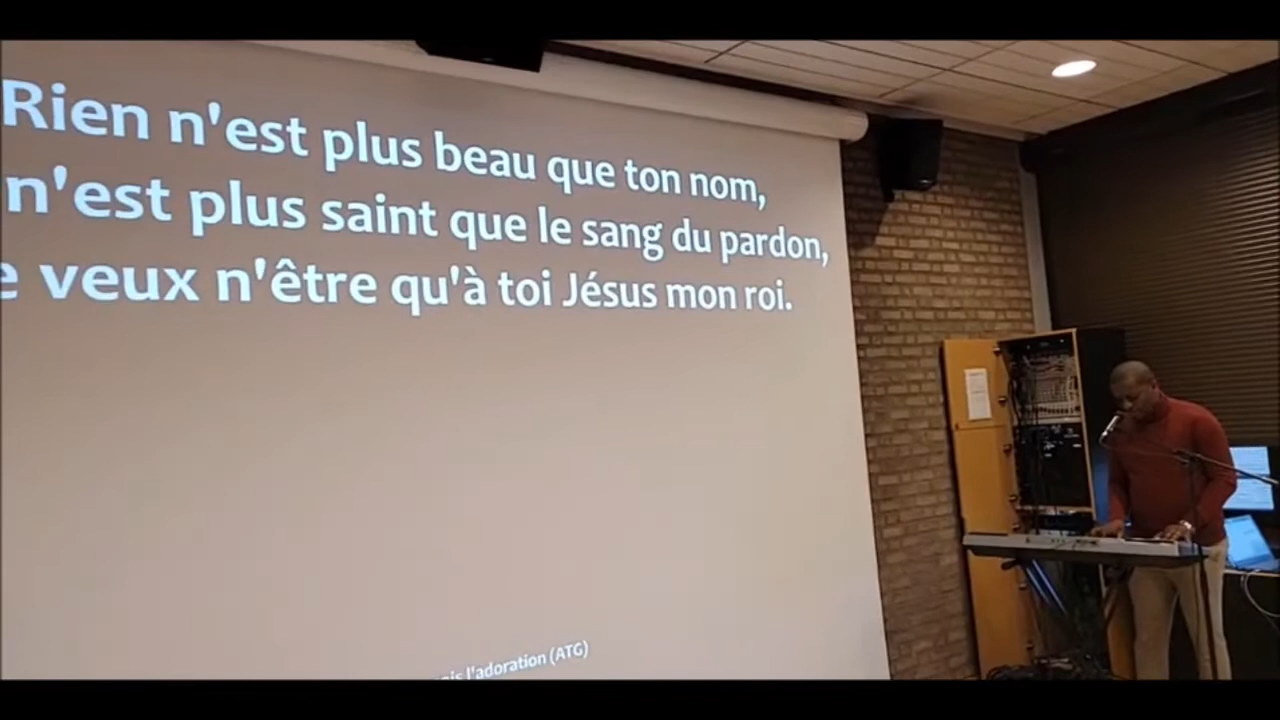 Rien n'est plus beau que ton nom,
n'est plus saint que le sang du pardon,
e veux n'être qu'à toi Jésus mon roi.
l'adoration (ATG)